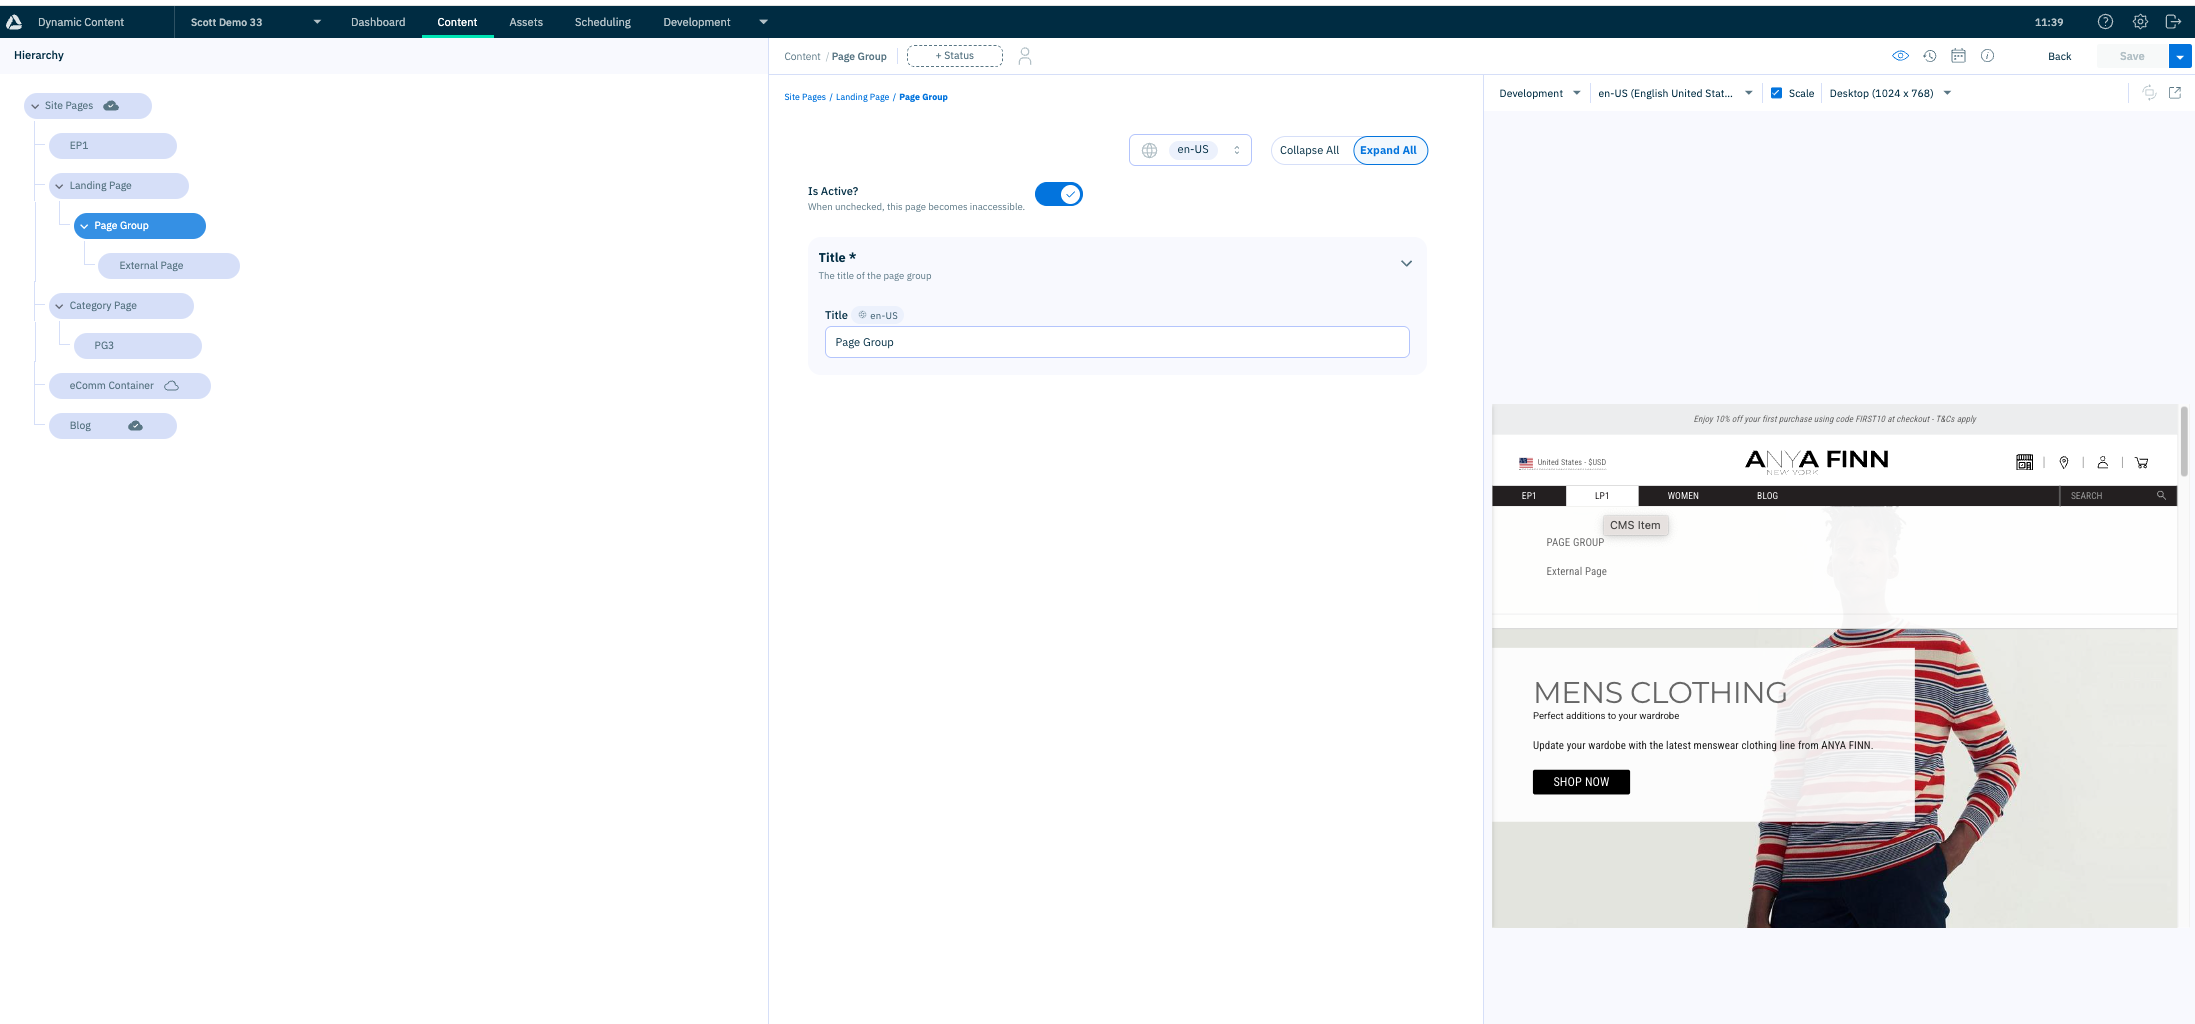 Dynamic Content
Scott Demo 33
Dashboard
Content
Assets
Scheduling
Development
11:39
Hierarchy
Site Pages
EP1
Landing Page
Page Group
External Page
Category Page
PG3
eComm Container
Blog
Content / Page Group
+ Status
Back
Save
Site Pages / Landing Page / Page Group
en-US
Collapse All
Expand All
Is Active?
When unchecked, this page becomes inaccessible.
Title *
The title of the page group
Title en-US
Page Group
Development
en-US (English United Stat...
Scale
Desktop (1024 x 768)
Enjoy 10% off your first purchase using code FIRST10 at checkout - T&Cs apply
United States - $USD
ANYA FINN
NEW YORK
EP1
LP1
WOMEN
BLOG
SEARCH
CMS Item
PAGE GROUP
External Page
MENS CLOTHING
Perfect additions to your wardrobe
Update your wardobe with the latest menswear clothing line from ANYA FINN.
SHOP NOW